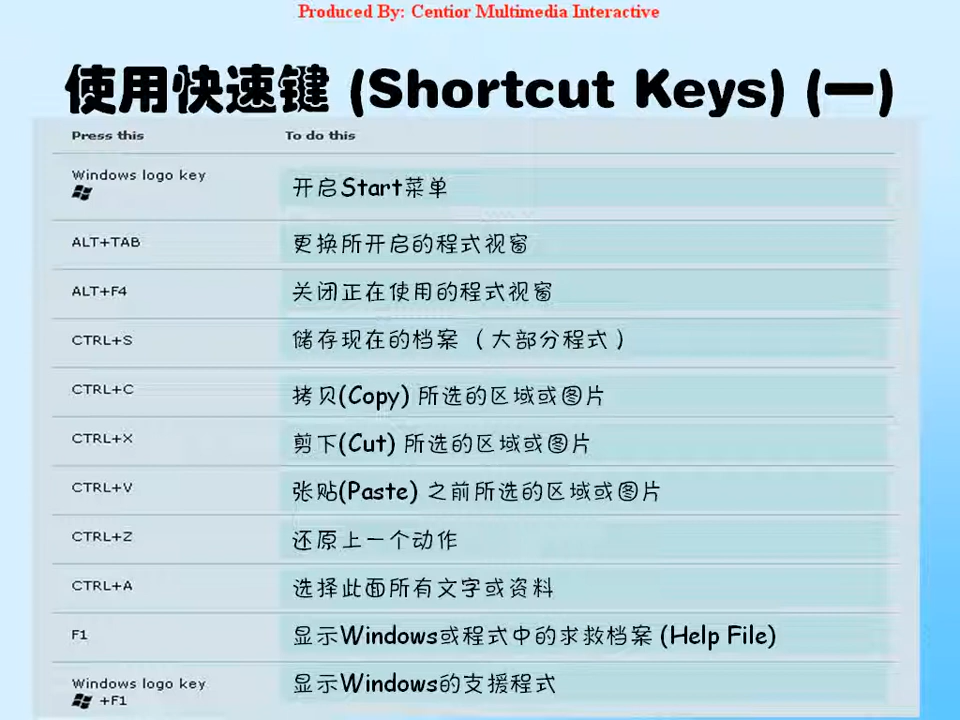 Produced By: Centior Multimedia Interactive
使用快速键 (Shortcut Keys) (一)
Press this To do this
Windows logo key 开启Start菜单
ALT+TAB 更换所开启的程式视窗
ALT+F4 关闭正在使用的程式视窗
CTRL+S 储存现在的档案 （大部分程式）
CTRL+C 拷贝(Copy) 所选的区域或图片
CTRL+X 剪下(Cut) 所选的区域或图片
CTRL+V 张贴(Paste) 之前所选的区域或图片
CTRL+Z 还原上一个动作
CTRL+A 选择此面所有文字或资料
F1 显示Windows或程式中的求救档案 (Help File)
Windows logo key 显示Windows的支援程式
+F1